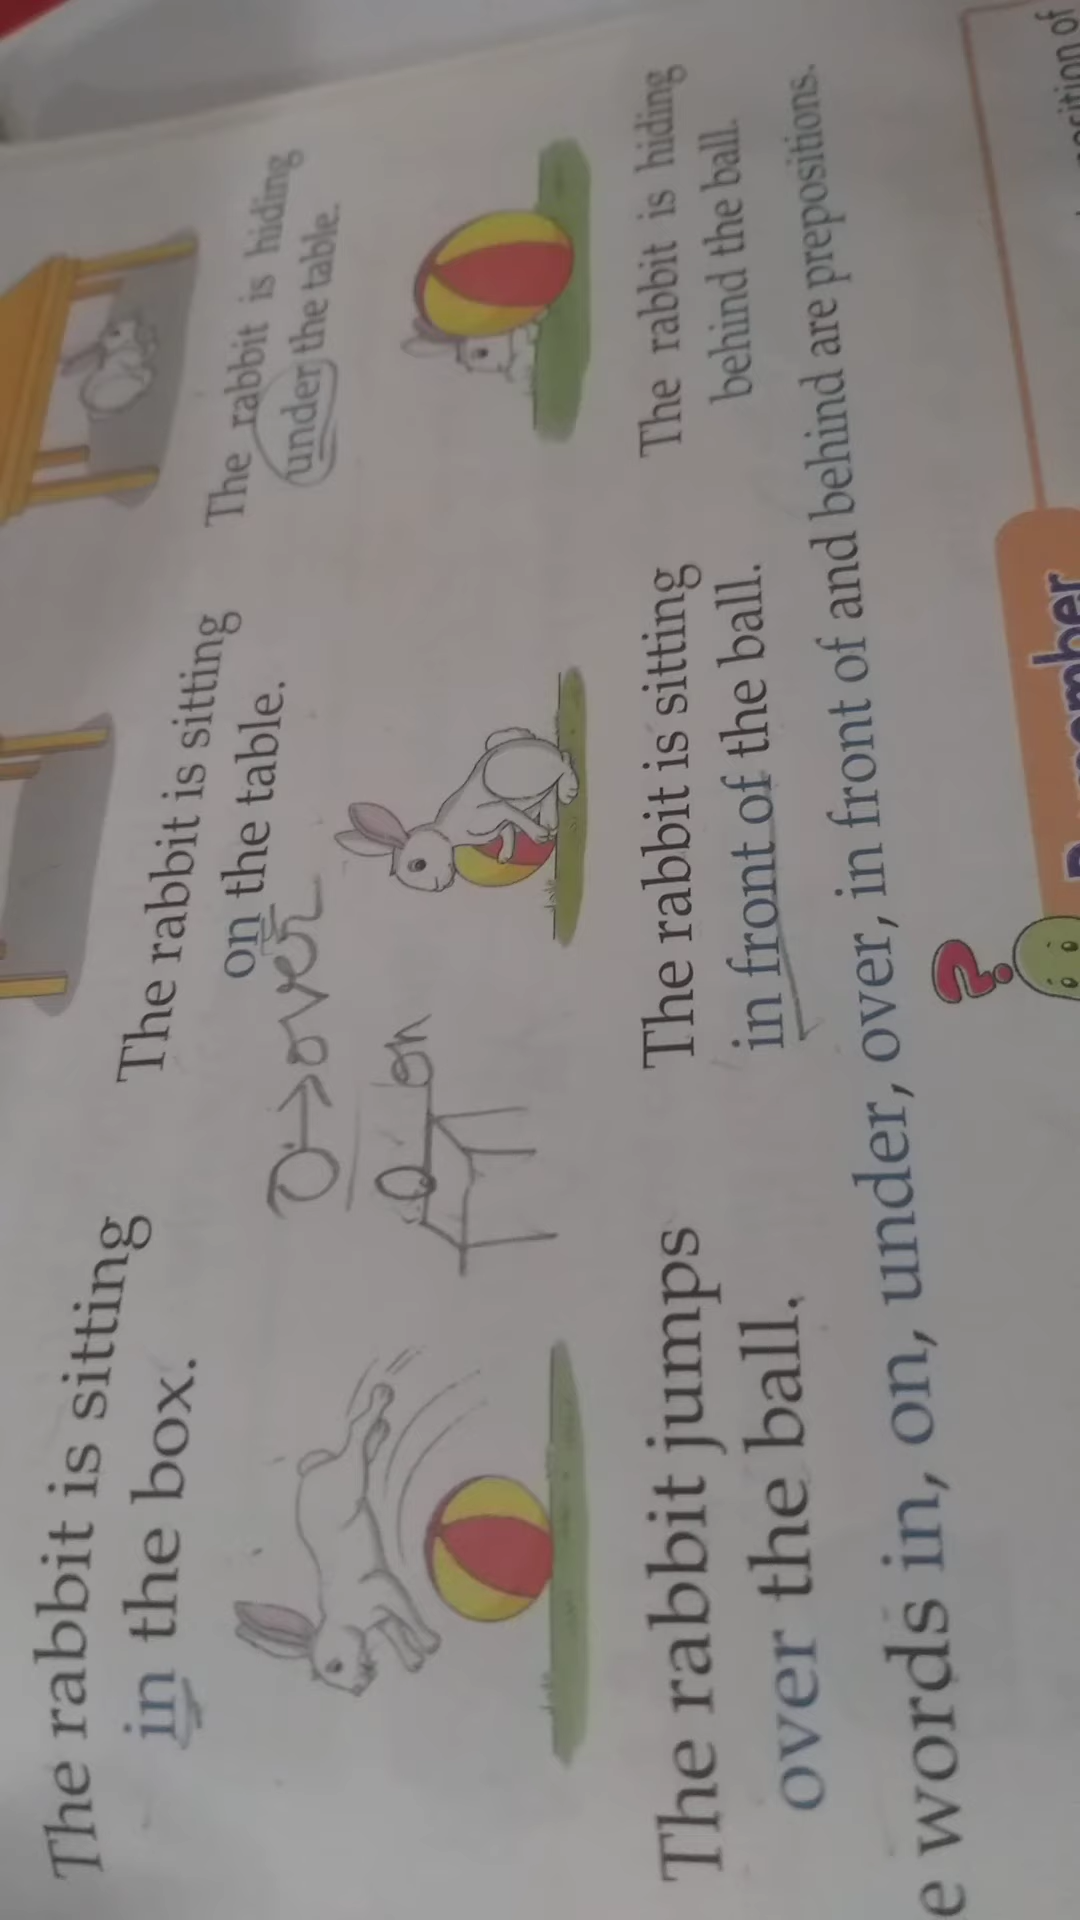 The rabbit is sitting
in the box.
The rabbit is sitting
on the table.
The rabbit is hiding
under the table.
over
on
The rabbit jumps
over the ball.
The rabbit is sitting
in front of the ball.
The rabbit is hiding
behind the ball.
words in, on, under, over, in front of and behind are prepositions.
?